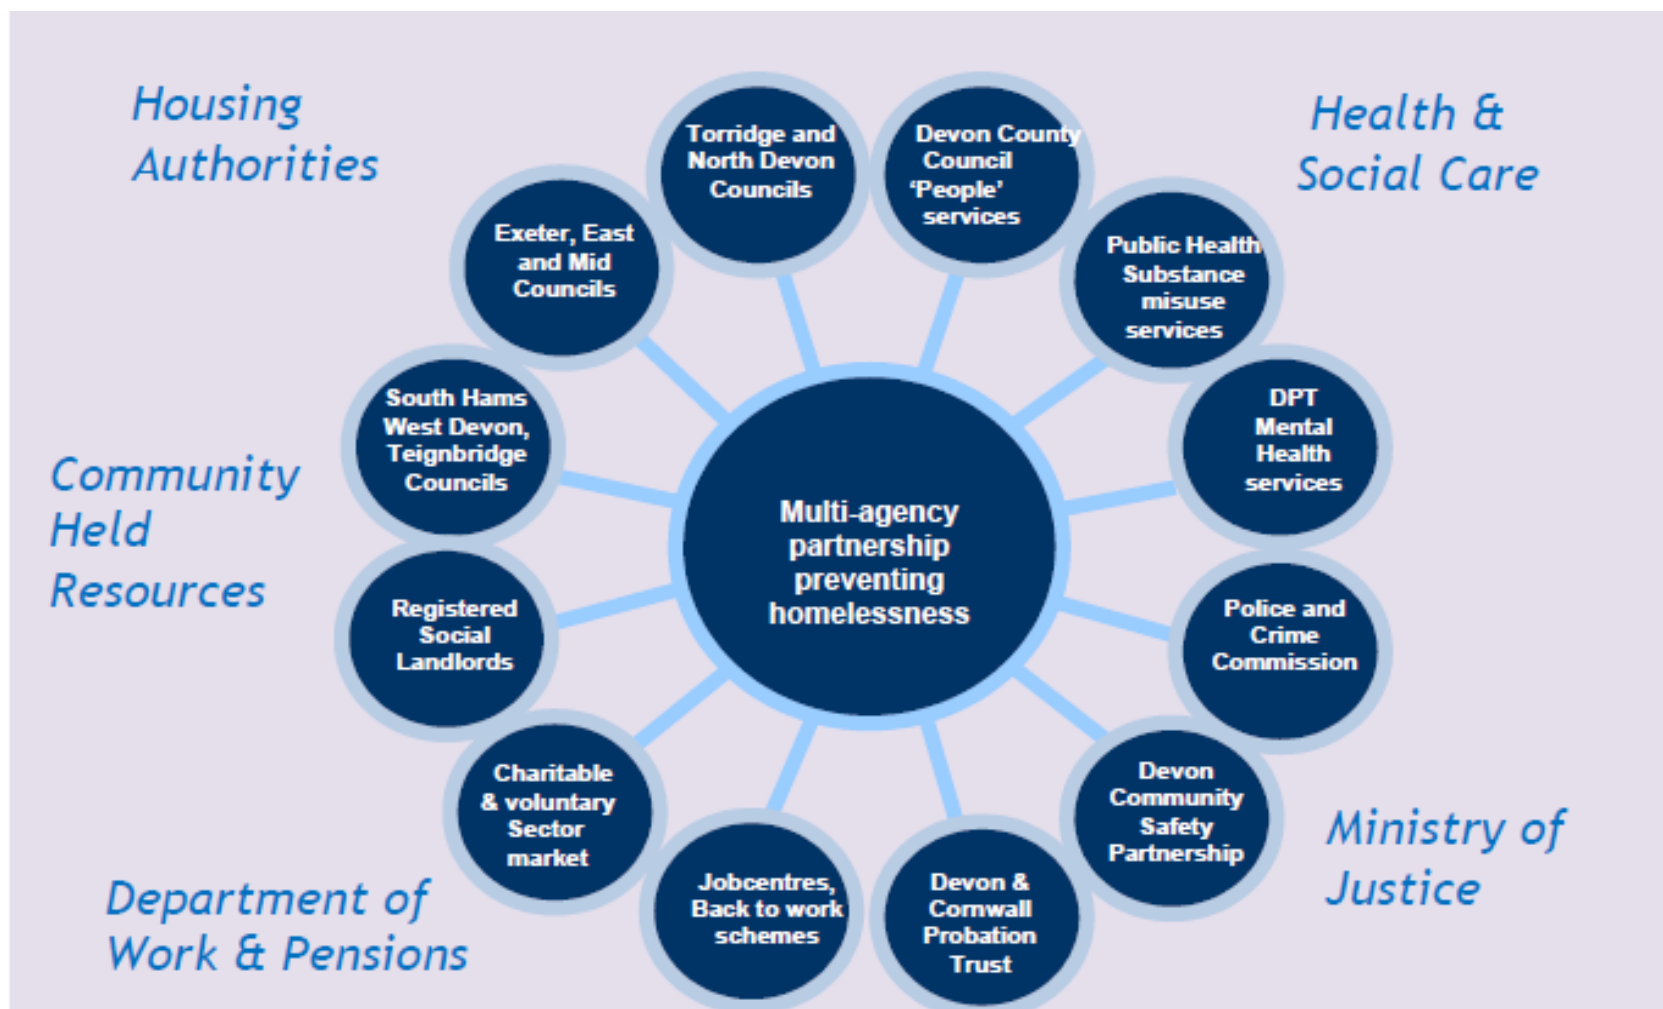 Housing
Authorities
Health &
Social Care
Community
Held
Resources
Department of
Work & Pensions
Ministry of
Justice
Multi-agency
partnership
preventing
homelessness
Torridge and
North Devon
Councils
Devon County
Council
‘People’
services
Public Health
Substance
misuse
services
DPT
Mental
Health
services
Police and
Crime
Commission
Devon
Community
Safety
Partnership
Devon &
Cornwall
Probation
Trust
Jobcentres,
Back to work
schemes
Charitable
& voluntary
Sector
market
Registered
Social
Landlords
South Hams
West Devon,
Teignbridge
Councils
Exeter, East
and Mid
Councils